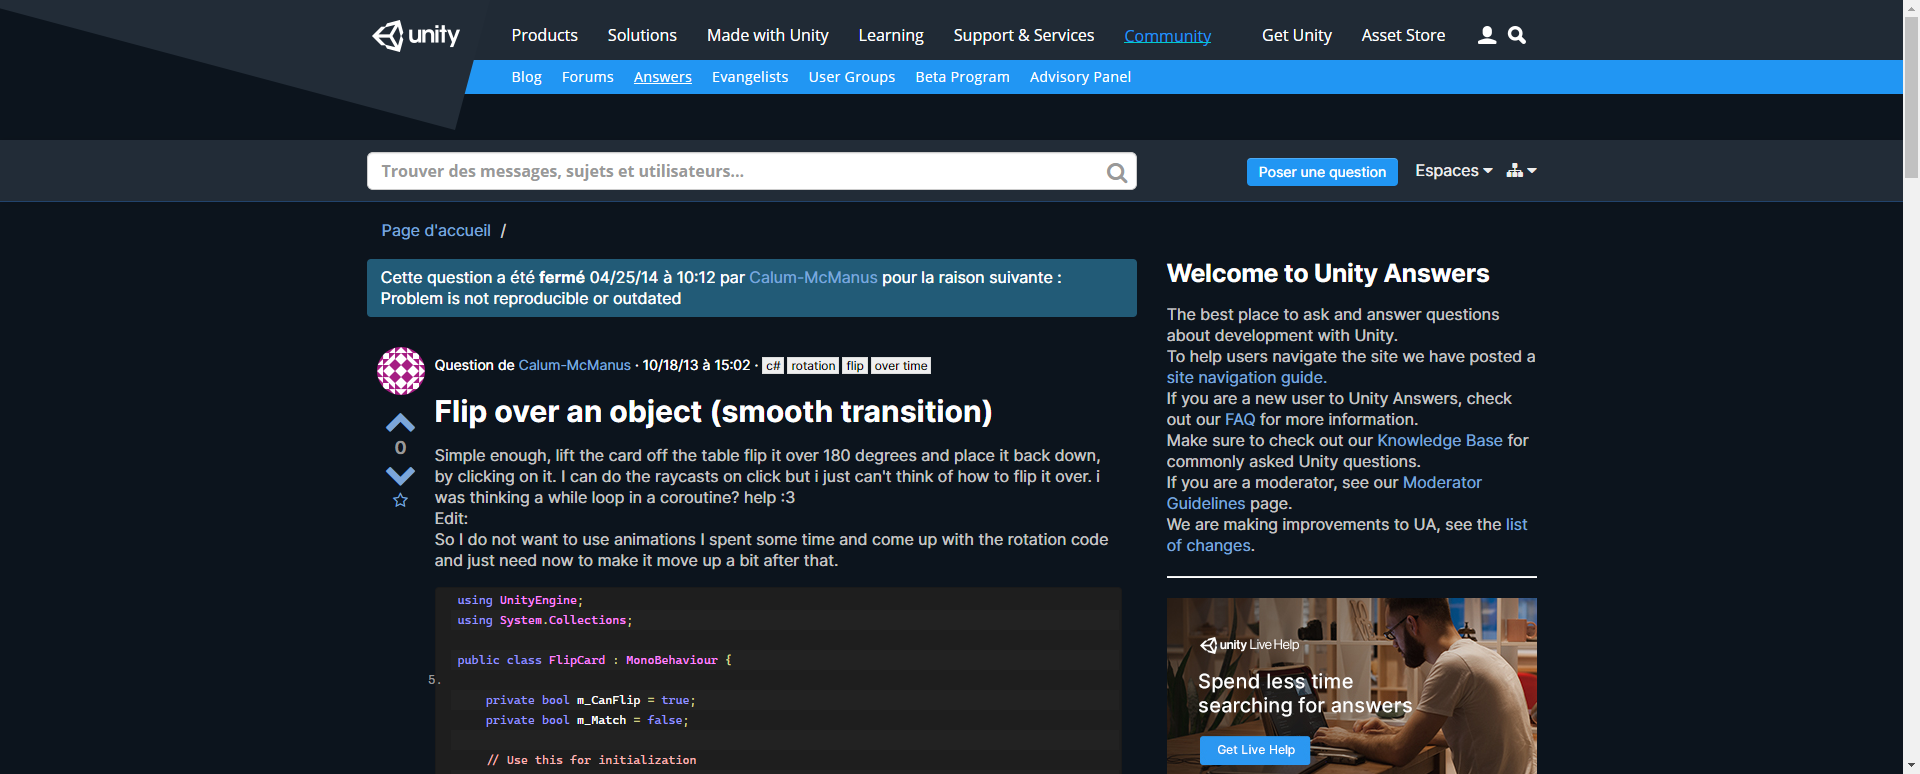 unity
Products Solutions Made with Unity Learning Support & Services Community Get Unity Asset Store
Blog Forums Answers Evangelists User Groups Beta Program Advisory Panel
Trouver des messages, sujets et utilisateurs...
Poser une question Espaces
Page d'accueil /
Cette question a été fermé 04/25/14 à 10:12 par Calum-McManus pour la raison suivante :
Problem is not reproducible or outdated
Question de Calum-McManus · 10/18/13 à 15:02 · c# rotation flip over time
Flip over an object (smooth transition)
0
Simple enough, lift the card off the table flip it over 180 degrees and place it back down,
by clicking on it. I can do the raycasts on click but i just can't think of how to flip it over. i
was thinking a while loop in a coroutine? help :3
Edit:
So I do not want to use animations I spent some time and come up with the rotation code
and just need now to make it move up a bit after that.
using UnityEngine;
using System.Collections;
public class FlipCard : MonoBehaviour {
5.
private bool m_CanFlip = true;
private bool m_Match = false;
// Use this for initialization
Welcome to Unity Answers
The best place to ask and answer questions
about development with Unity.
To help users navigate the site we have posted a
site navigation guide.
If you are a new user to Unity Answers, check
out our FAQ for more information.
Make sure to check out our Knowledge Base for
commonly asked Unity questions.
If you are a moderator, see our Moderator
Guidelines page.
We are making improvements to UA, see the list
of changes.
unity Live Help
Spend less time
searching for answers
Get Live Help